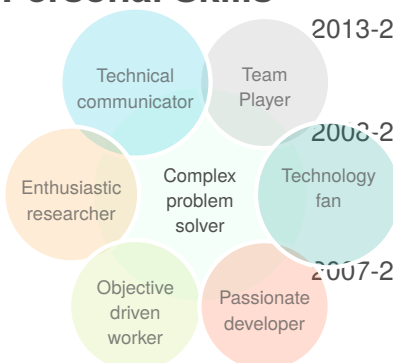 Personal Skills
2013-2
Technical
communicator
Team
Player
2008-2
Enthusiastic
researcher
Complex
problem
solver
Technology
fan
2007-2
Objective
driven
worker
Passionate
developer